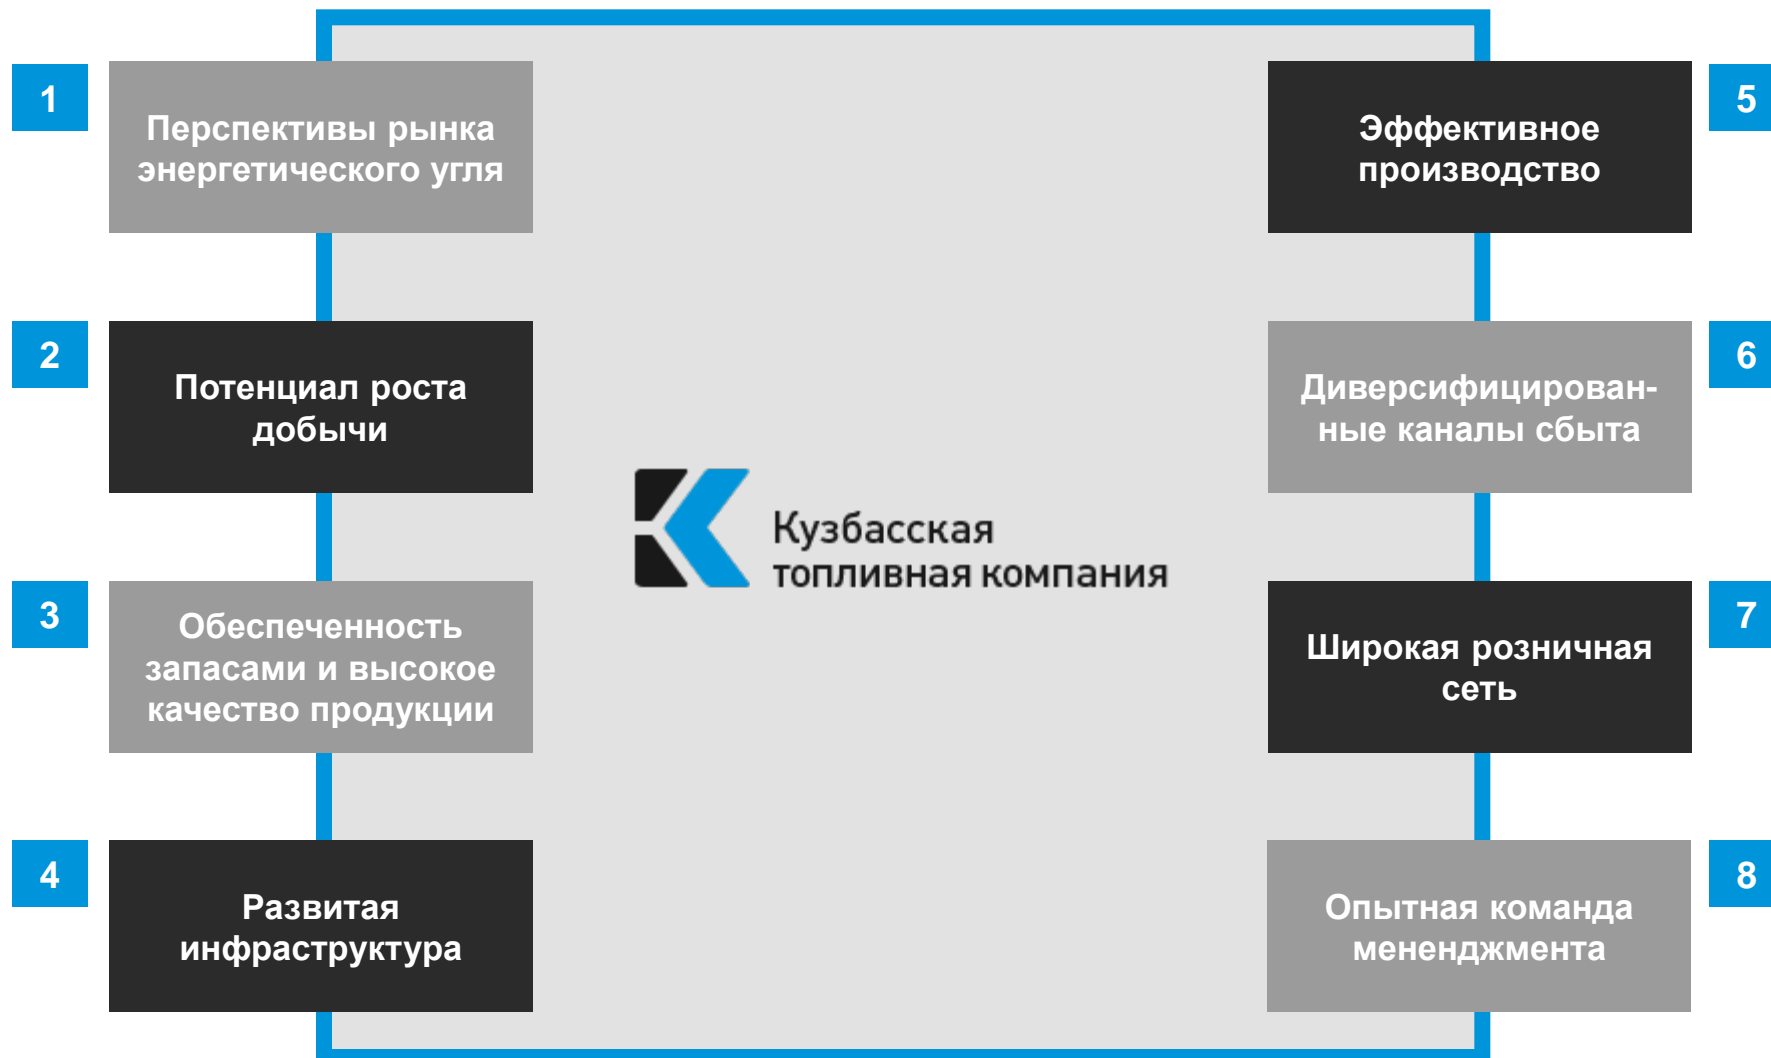 1
Перспективы рынка
энергетического угля
2
Потенциал роста
добычи
3
Обеспеченность
запасами и высокое
качество продукции
4
Развитая
инфраструктура
Кузбасская
топливная компания
5
Эффективное
производство
6
Диверсифицирован-
ные каналы сбыта
7
Широкая розничная
сеть
8
Опытная команда
мененджмента